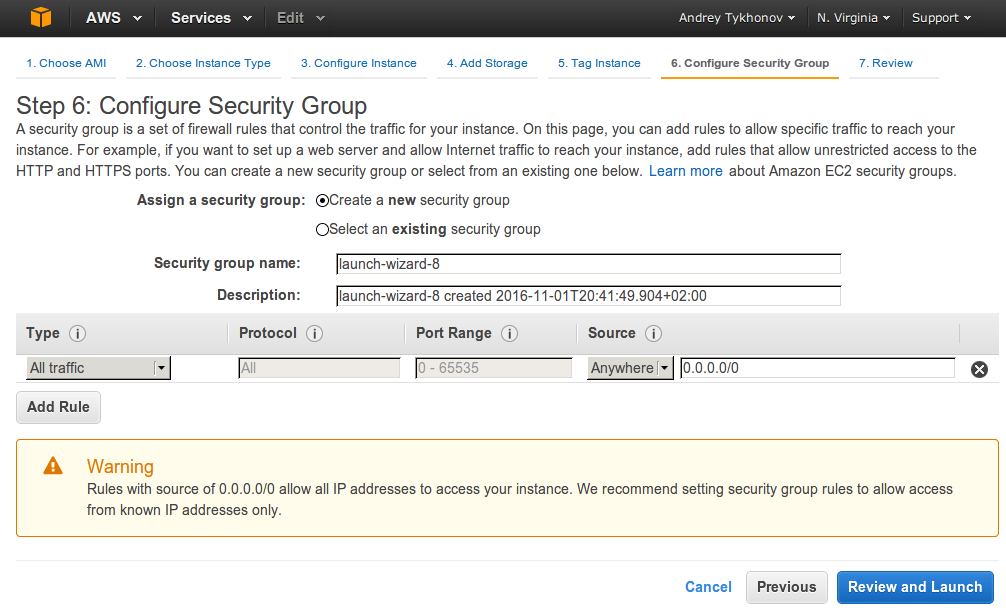 AWS Services Edit Andrey Tykhonov N. Virginia Support
1. Choose AMI 2. Choose Instance Type 3. Configure Instance 4. Add Storage 5. Tag Instance 6. Configure Security Group 7. Review
Step 6: Configure Security Group
A security group is a set of firewall rules that control the traffic for your instance. On this page, you can add rules to allow specific traffic to reach your
instance. For example, if you want to set up a web server and allow Internet traffic to reach your instance, add rules that allow unrestricted access to the
HTTP and HTTPS ports. You can create a new security group or select from an existing one below. Learn more about Amazon EC2 security groups.
Assign a security group: Create a new security group
Select an existing security group
Security group name: launch-wizard-8
Description: launch-wizard-8 created 2016-11-01T20:41:49.904+02:00
Type i Protocol i Port Range i Source i
All traffic All 0 - 65535 Anywhere 0.0.0.0/0
Add Rule
Warning
Rules with source of 0.0.0.0/0 allow all IP addresses to access your instance. We recommend setting security group rules to allow access
from known IP addresses only.
Cancel Previous Review and Launch